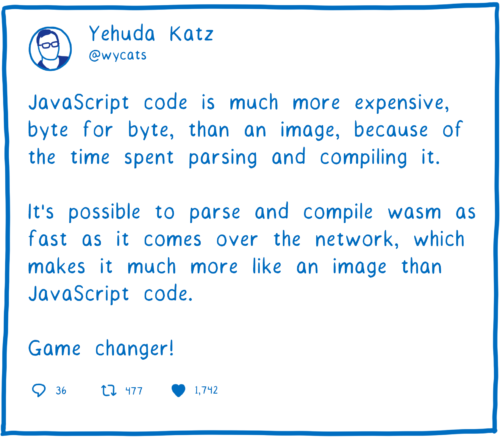 Yehuda Katz
@wycats
JavaScript code is much more expensive,
byte for byte, than an image, because of
the time spent parsing and compiling it.
It's possible to parse and compile wasm as
fast as it comes over the network, which
makes it much more like an image than
JavaScript code.
Game changer!
36 477 1,742